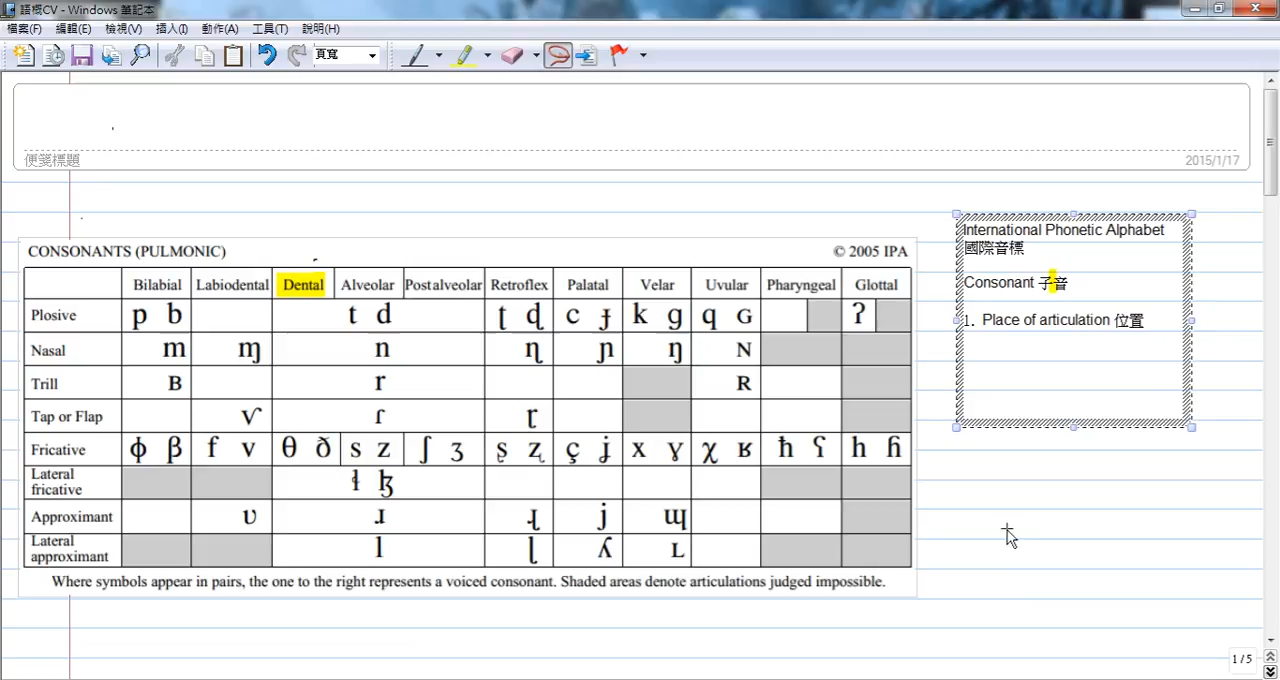 語概CV - Windows 筆記本
檔案(F) 編輯(E) 檢視(V) 插入(I) 動作(A) 工具(T) 說明(H)
頁寬
便箋標題 2015/1/17
CONSONANTS (PULMONIC) © 2005 IPA
Bilabial Labiodental Dental Alveolar Postalveolar Retroflex Palatal Velar Uvular Pharyngeal Glottal
Plosive p b t d ʈ ɖ c ɟ k ɡ q ɢ ʔ
Nasal m ɱ n ɳ ɲ ŋ ɴ
Trill ʙ r ʀ
Tap or Flap ⱱ ɾ ɽ
Fricative ɸ β f v θ ð s z ʃ ʒ ʂ ʐ ç ʝ x ɣ χ ʁ ħ ʕ h ɦ
Lateral
fricative ɬ ɮ
Approximant ʋ ɹ ɻ j ɰ
Lateral
approximant l ɭ ʎ ʟ
Where symbols appear in pairs, the one to the right represents a voiced consonant. Shaded areas denote articulations judged impossible.
International Phonetic Alphabet
國際音標
Consonant 子音
1. Place of articulation 位置
1 / 5